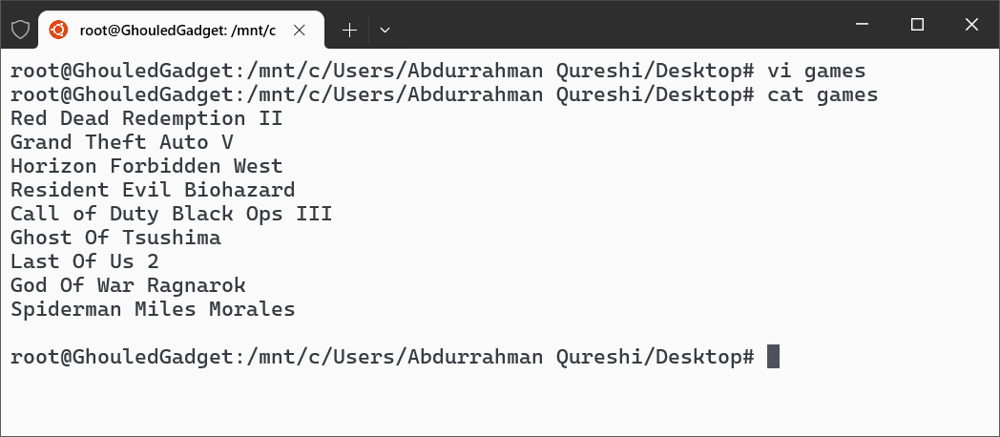 root@GhouledGadget: /mnt/c
root@GhouledGadget:/mnt/c/Users/Abdurrahman Qureshi/Desktop# vi games
root@GhouledGadget:/mnt/c/Users/Abdurrahman Qureshi/Desktop# cat games
Red Dead Redemption II
Grand Theft Auto V
Horizon Forbidden West
Resident Evil Biohazard
Call of Duty Black Ops III
Ghost Of Tsushima
Last Of Us 2
God Of War Ragnarok
Spiderman Miles Morales
root@GhouledGadget:/mnt/c/Users/Abdurrahman Qureshi/Desktop#